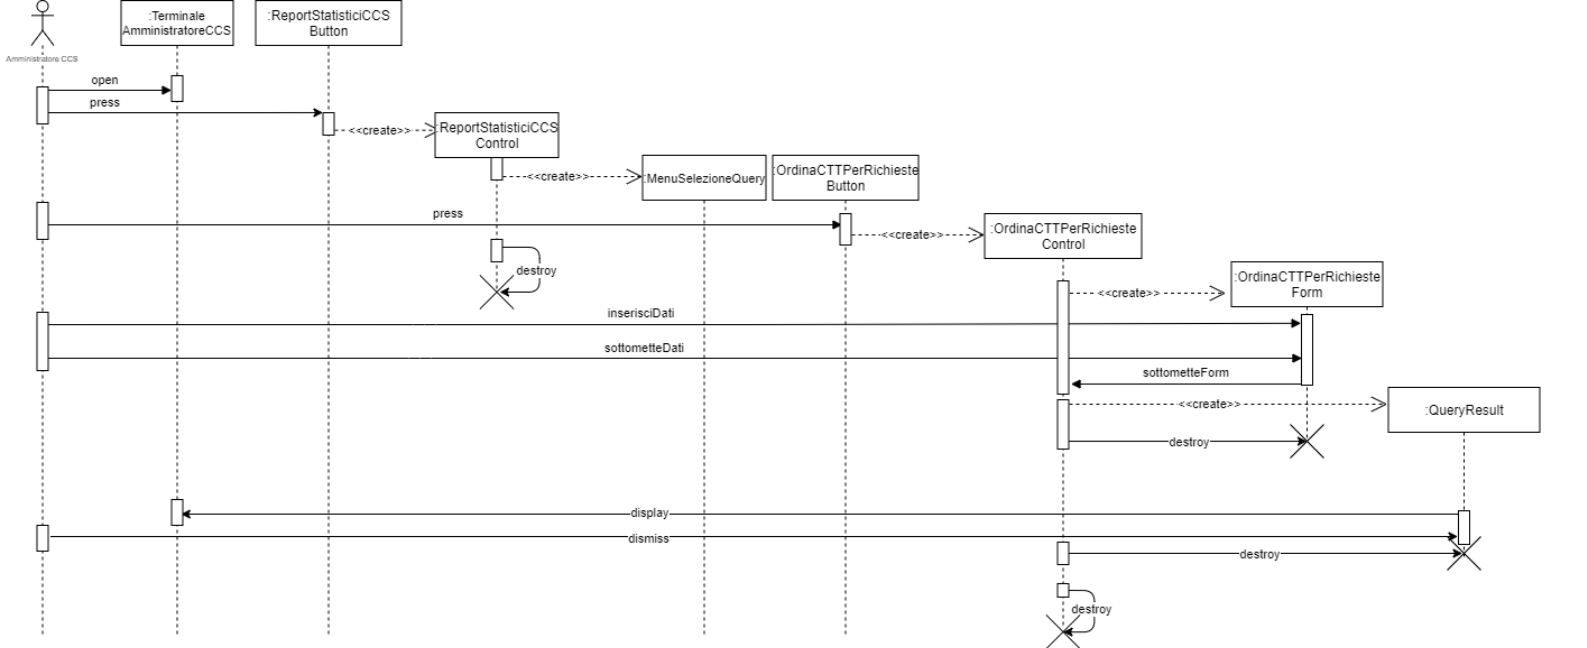 :Terminale
AmministratoreCCS
:ReportStatisticiCCS
Button
Amministratore CCS
open
press
<<create>>
:ReportStatisticiCCS
Control
<<create>>
:MenuSelezioneQuery
:OrdinaCTTPerRichieste
Button
press
<<create>>
:OrdinaCTTPerRichieste
Control
destroy
<<create>>
:OrdinaCTTPerRichieste
Form
inserisciDati
sottometteDati
sottometteForm
<<create>>
:QueryResult
destroy
display
dismiss
destroy
destroy